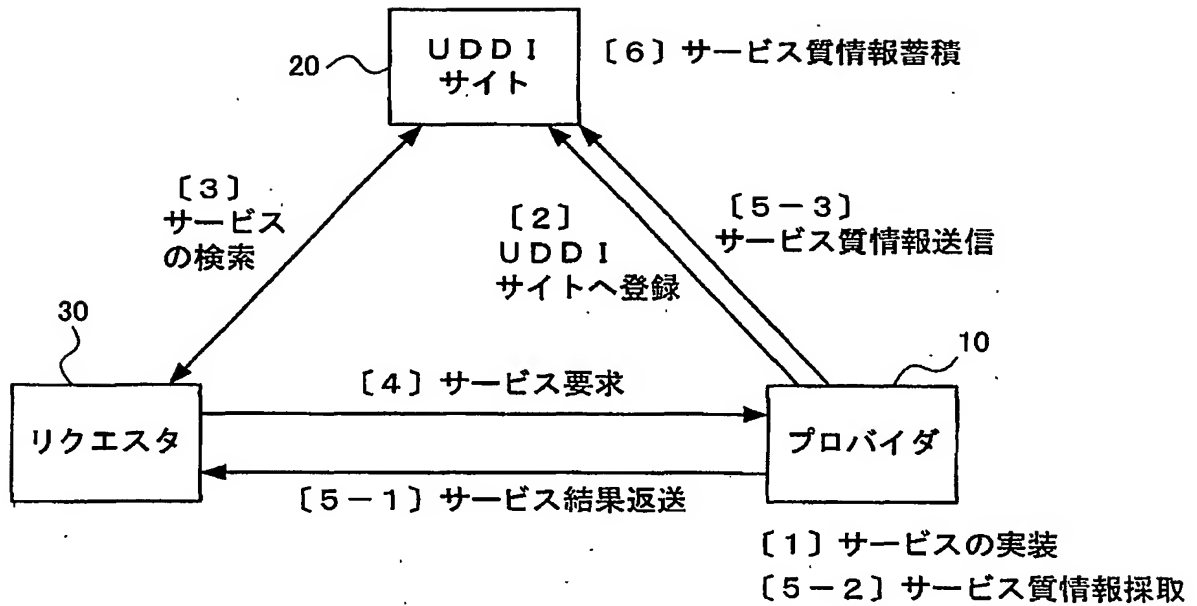 UDDI
サイト
20
〔6〕サービス質情報蓄積
〔3〕
サービス
の検索
〔2〕
UDDI
サイトへ登録
〔5-3〕
サービス質情報送信
30
10
〔4〕サービス要求
リクエスタ
プロバイダ
〔5-1〕サービス結果返送
〔1〕サービスの実装
〔5-2〕サービス質情報採取